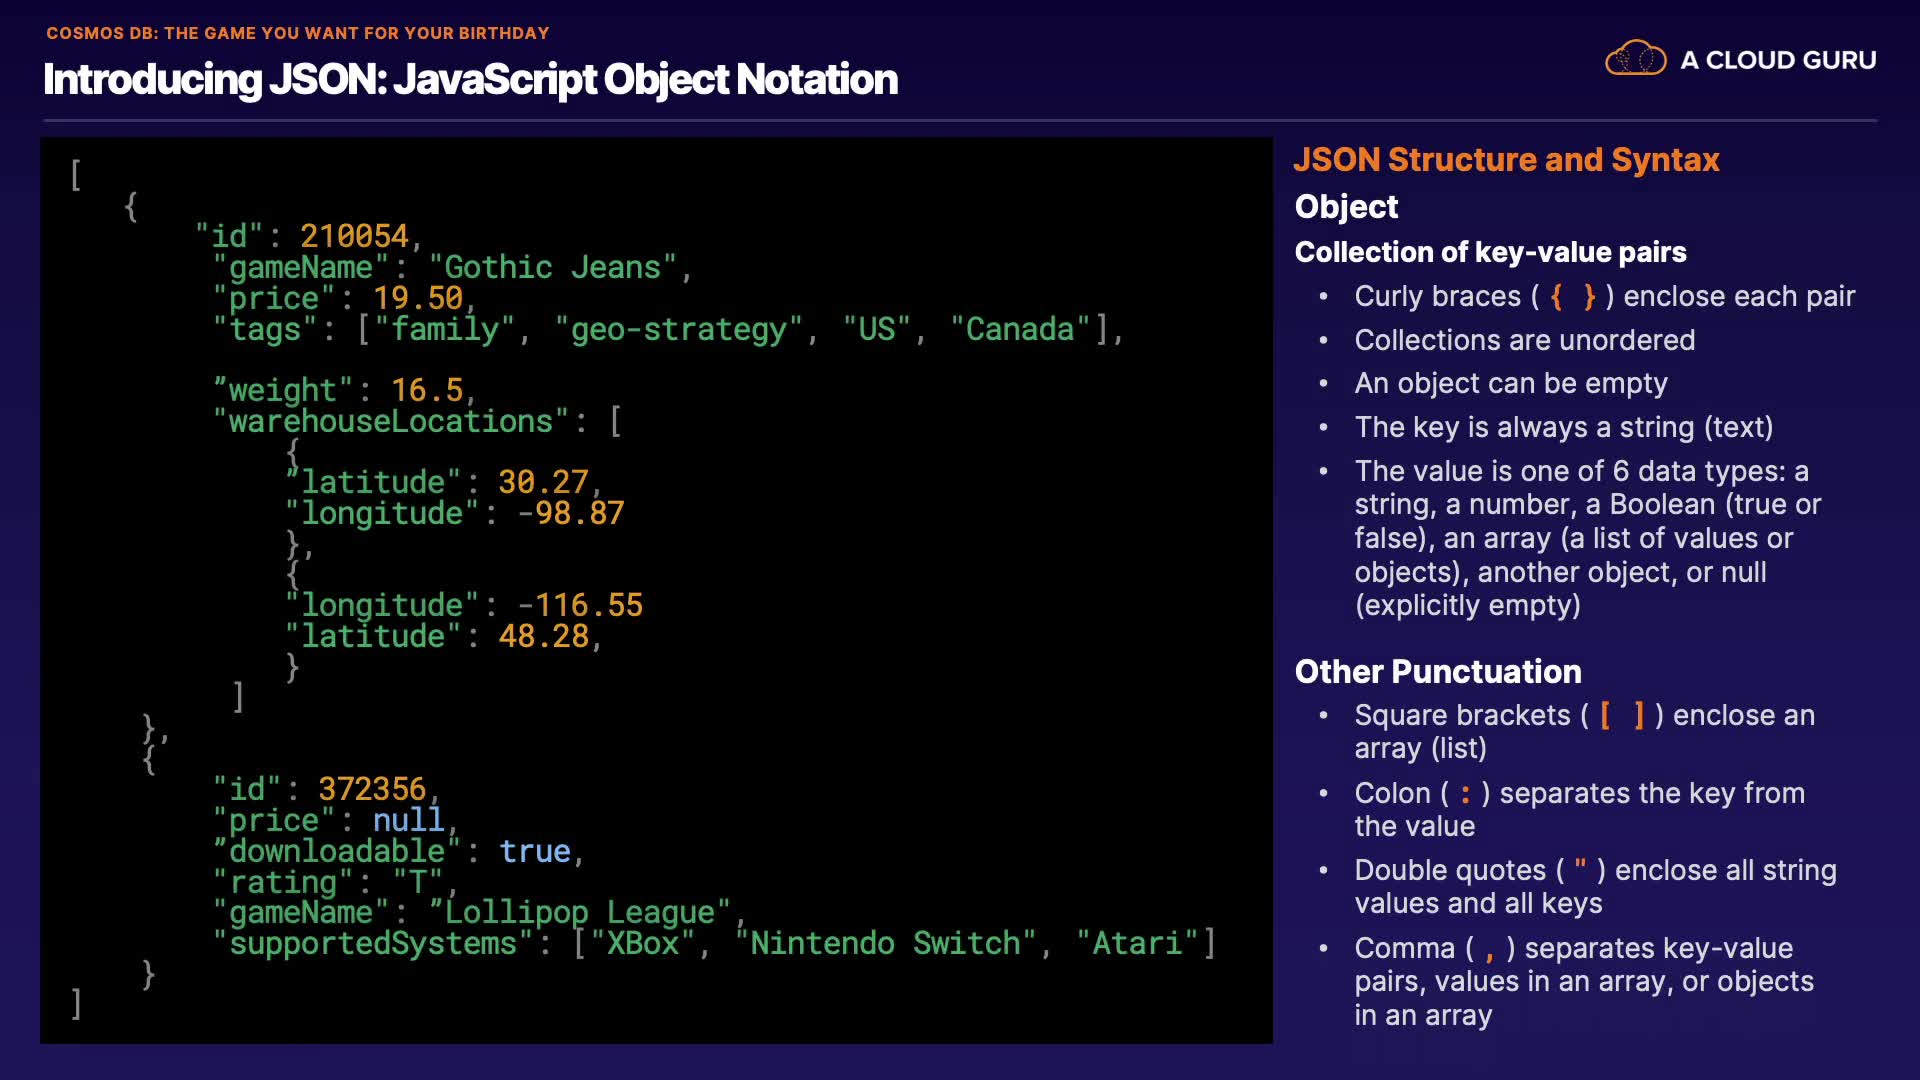 COSMOS DB: THE GAME YOU WANT FOR YOUR BIRTHDAY
Introducing JSON: JavaScript Object Notation
A CLOUD GURU
[
{
"id": 210054,
"gameName": "Gothic Jeans",
"price": 19.50,
"tags": ["family", "geo-strategy", "US", "Canada"],
”weight": 16.5,
"warehouseLocations": [
{
”latitude": 30.27,
"longitude": -98.87
},
{
"longitude": -116.55
"latitude": 48.28,
}
]
},
{
"id": 372356,
"price": null,
”downloadable": true,
"rating": "T",
"gameName": ”Lollipop League",
"supportedSystems": ["XBox", "Nintendo Switch", "Atari"]
}
]
JSON Structure and Syntax
Object
Collection of key-value pairs
• Curly braces ( { } ) enclose each pair
• Collections are unordered
• An object can be empty
• The key is always a string (text)
• The value is one of 6 data types: a
string, a number, a Boolean (true or
false), an array (a list of values or
objects), another object, or null
(explicitly empty)
Other Punctuation
• Square brackets ( [ ] ) enclose an
array (list)
• Colon ( : ) separates the key from
the value
• Double quotes ( " ) enclose all string
values and all keys
• Comma ( , ) separates key-value
pairs, values in an array, or objects
in an array